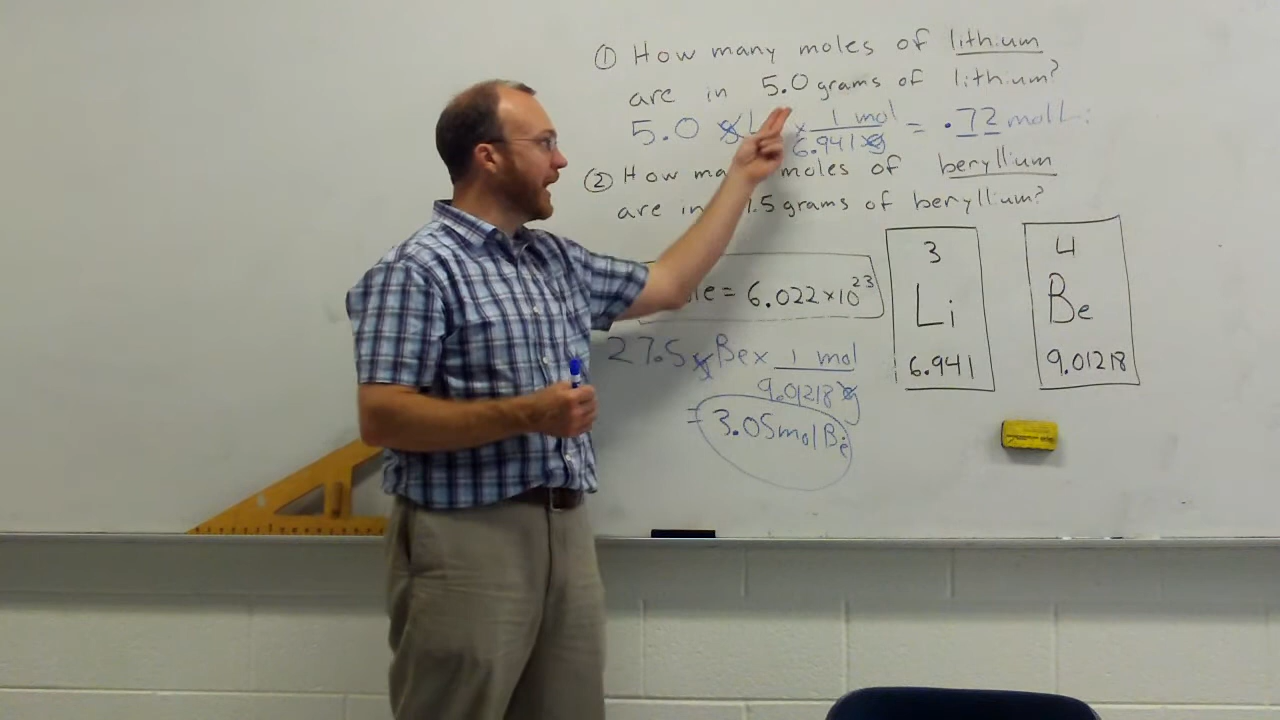 ① How many moles of lithium
are in 5.0 grams of lithium?
5.0 g L x 1 mol = .72 mol Li
6.941 g
② How moles of beryllium
are in grams of beryllium?
= 6.022 x 10²³
27.5 g Be x 1 mol
9.01218 g
= 3.05 mol Be
3
Li
6.941
4
Be
9.01218